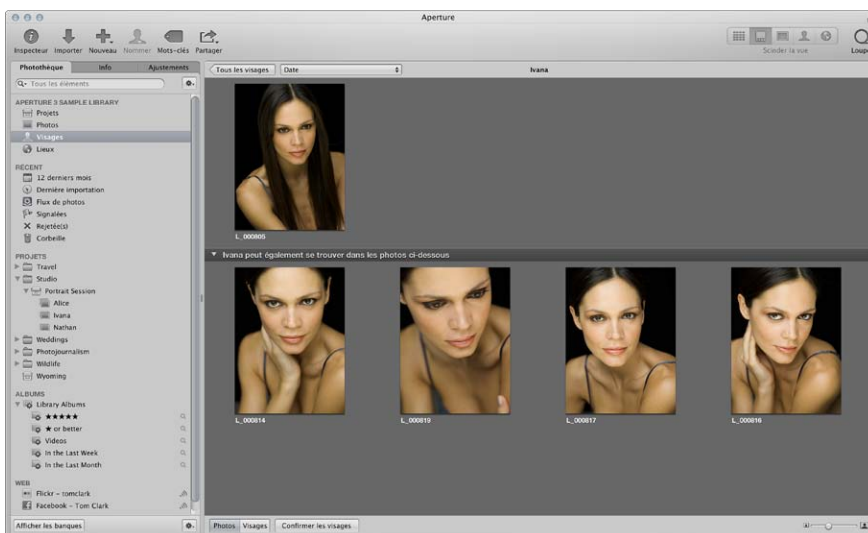 Aperture
Inspecteur Importer Nouveau Nommer Mots-clés Partager
Scinder la vue
Photothèque Info Ajustements
Tous les visages Date Ivana
Tous les éléments
APERTURE 3 SAMPLE LIBRARY
Projets
Photos
Visages
Lieux
RÉCENT
12 derniers mois
Dernière importation
Flux de photos
Signalées
Rejetée(s)
Corbeille
L_000805
PROJETS
Ivana peut également se trouver dans les photos ci-dessous
Travel
Studio
Portrait Session
Alice
Ivana
Nathan
Weddings
Photojournalism
Wildlife
Wyoming
ALBUMS
Library Albums
★★★★★
★ or better
Videos
In the Last Week
In the Last Month
L_000814 L_000819 L_000817 L_000816
WEB
Flickr – tomclark
Facebook – Tom Clark
Afficher les banques Photos Visages Confirmer les visages